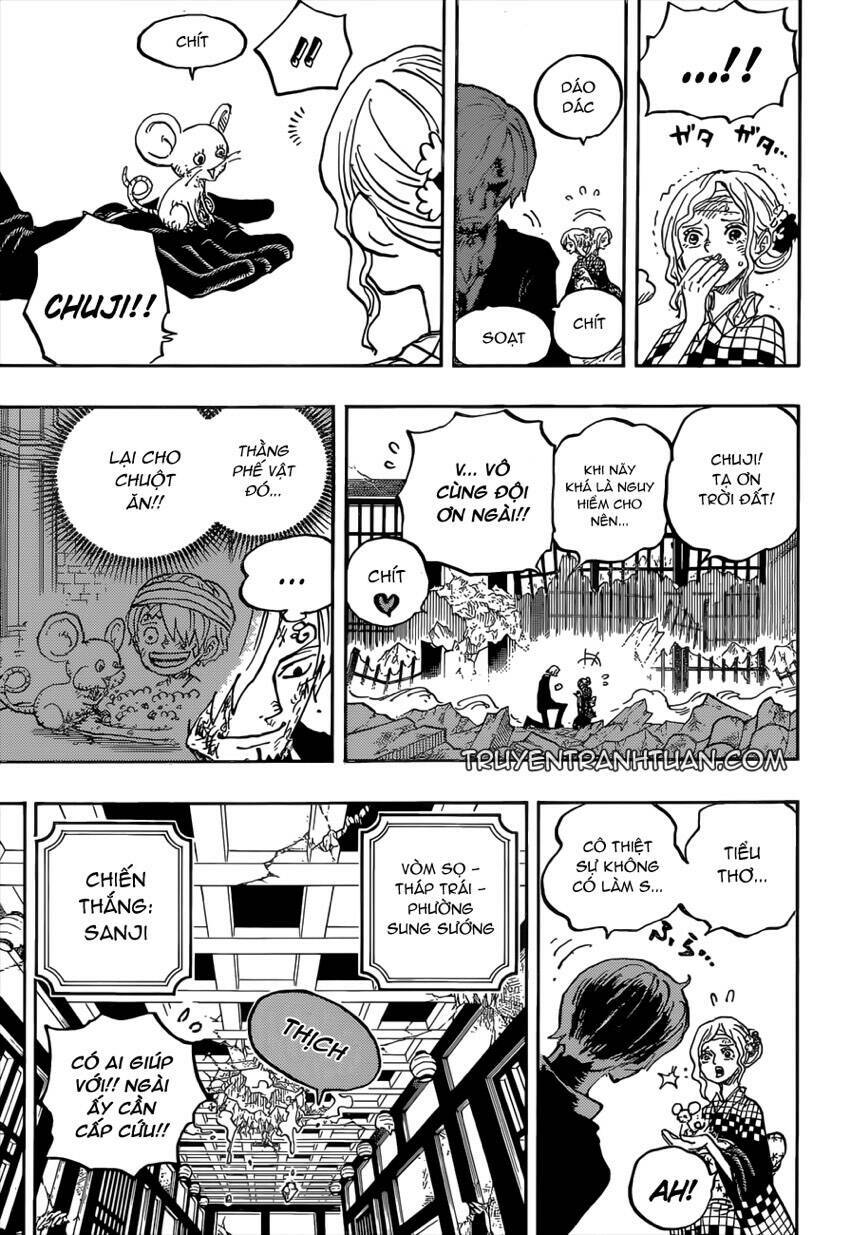 ...!!
ガタ ガタ...
DÁO
DÁC
SOẠT
CHÍT
!!
CHÍT
CHUJI!!
CHUJI!
TẠ ƠN
TRỜI ĐẤT!
KHI NÃY
KHÁ LÀ NGUY
HIỂM CHO
NÊN...
V... VÔ
CÙNG ĐỘI
ƠN NGÀI!!
CHÍT
♥
THẰNG
PHẾ VẬT
ĐÓ...
LẠI CHO
CHUỘT
ĂN!!
...
TRUYENTRANHTUAN.COM
TIỂU
THƠ...
CÔ THIỆT
SỰ KHÔNG
CÓ LÀM S...
ふら...
AH!
VÒM SỌ -
THÁP TRÁI -
PHƯỜNG
SUNG SƯỚNG
CHIẾN
THẮNG:
SANJI
THỊCH
CÓ AI GIÚP
VỚI!! NGÀI
ẤY CẦN
CẤP CỨU!!